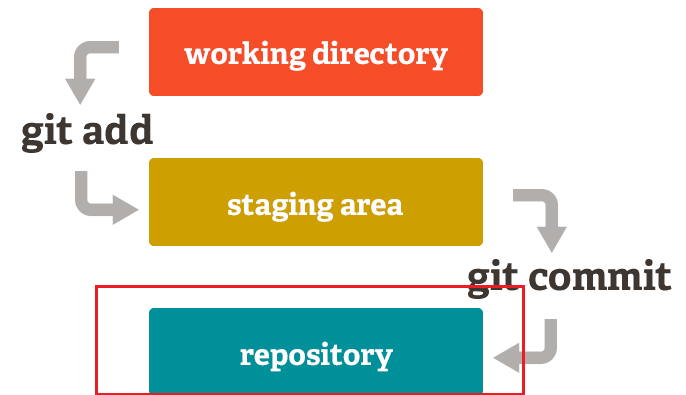 working directory
git add
staging area
git commit
repository